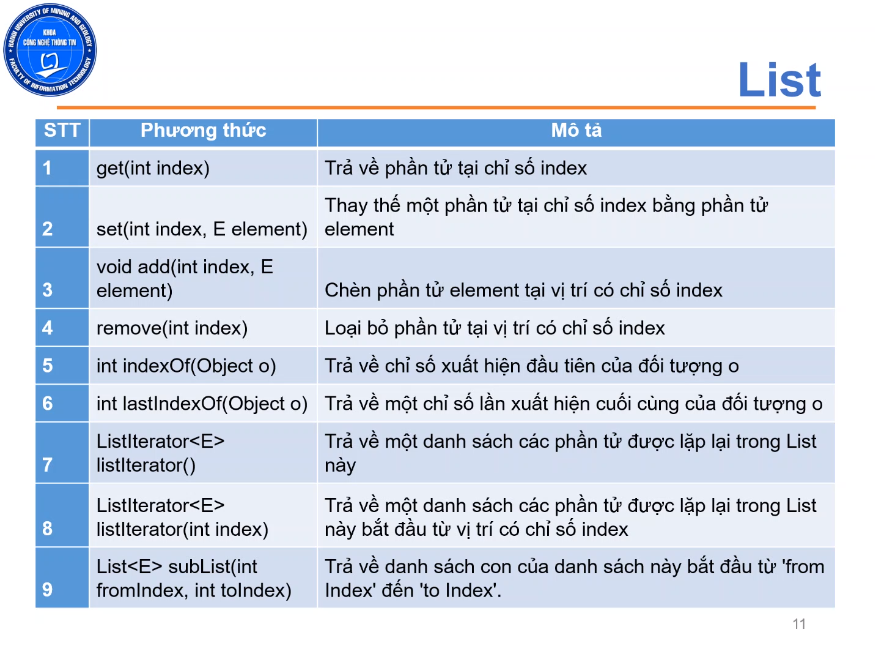 HANOI UNIVERSITY OF MINING AND GEOLOGY
KHOA
CÔNG NGHỆ THÔNG TIN
FACULTY OF INFORMATION TECHNOLOGY
List
STT Phương thức Mô tả
1 get(int index) Trả về phần tử tại chỉ số index
2 set(int index, E element) Thay thế một phần tử tại chỉ số index bằng phần tử
element
3 void add(int index, E
element) Chèn phần tử element tại vị trí có chỉ số index
4 remove(int index) Loại bỏ phần tử tại vị trí có chỉ số index
5 int indexOf(Object o) Trả về chỉ số xuất hiện đầu tiên của đối tượng o
6 int lastIndexOf(Object o) Trả về một chỉ số lần xuất hiện cuối cùng của đối tượng o
7 ListIterator<E>
listIterator() Trả về một danh sách các phần tử được lặp lại trong List
này
8 ListIterator<E>
listIterator(int index) Trả về một danh sách các phần tử được lặp lại trong List
này bắt đầu từ vị trí có chỉ số index
9 List<E> subList(int
fromIndex, int toIndex) Trả về danh sách con của danh sách này bắt đầu từ 'from
Index' đến 'to Index'.
11